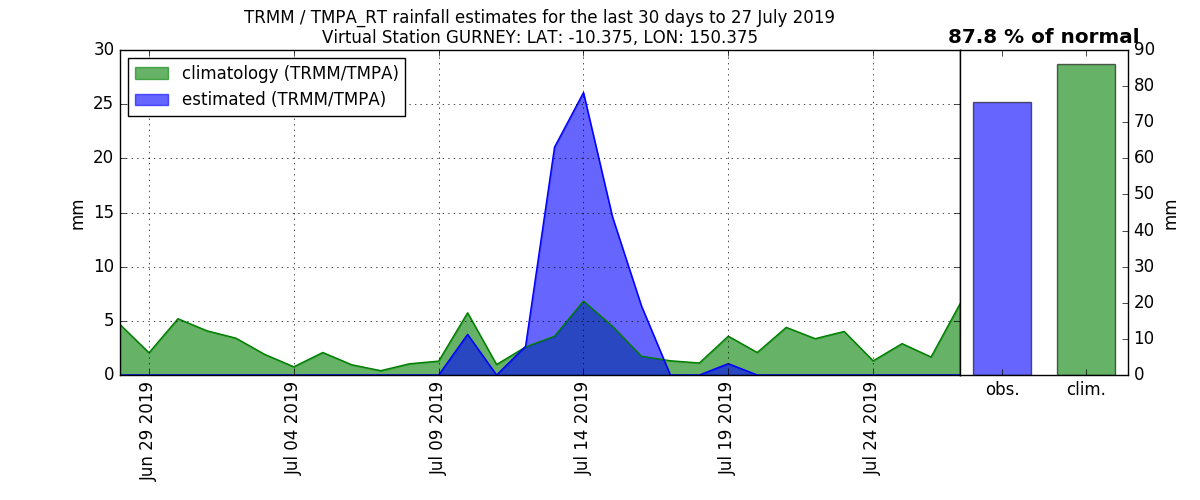 TRMM / TMPA_RT rainfall estimates for the last 30 days to 27 July 2019
Virtual Station GURNEY: LAT: -10.375, LON: 150.375
87.8 % of normal
climatology (TRMM/TMPA)
estimated (TRMM/TMPA)
mm
30
25
20
15
10
5
0
Jun 29 2019
Jul 04 2019
Jul 09 2019
Jul 14 2019
Jul 19 2019
Jul 24 2019
obs.
clim.
90
80
70
60
50
40
30
20
10
0
mm